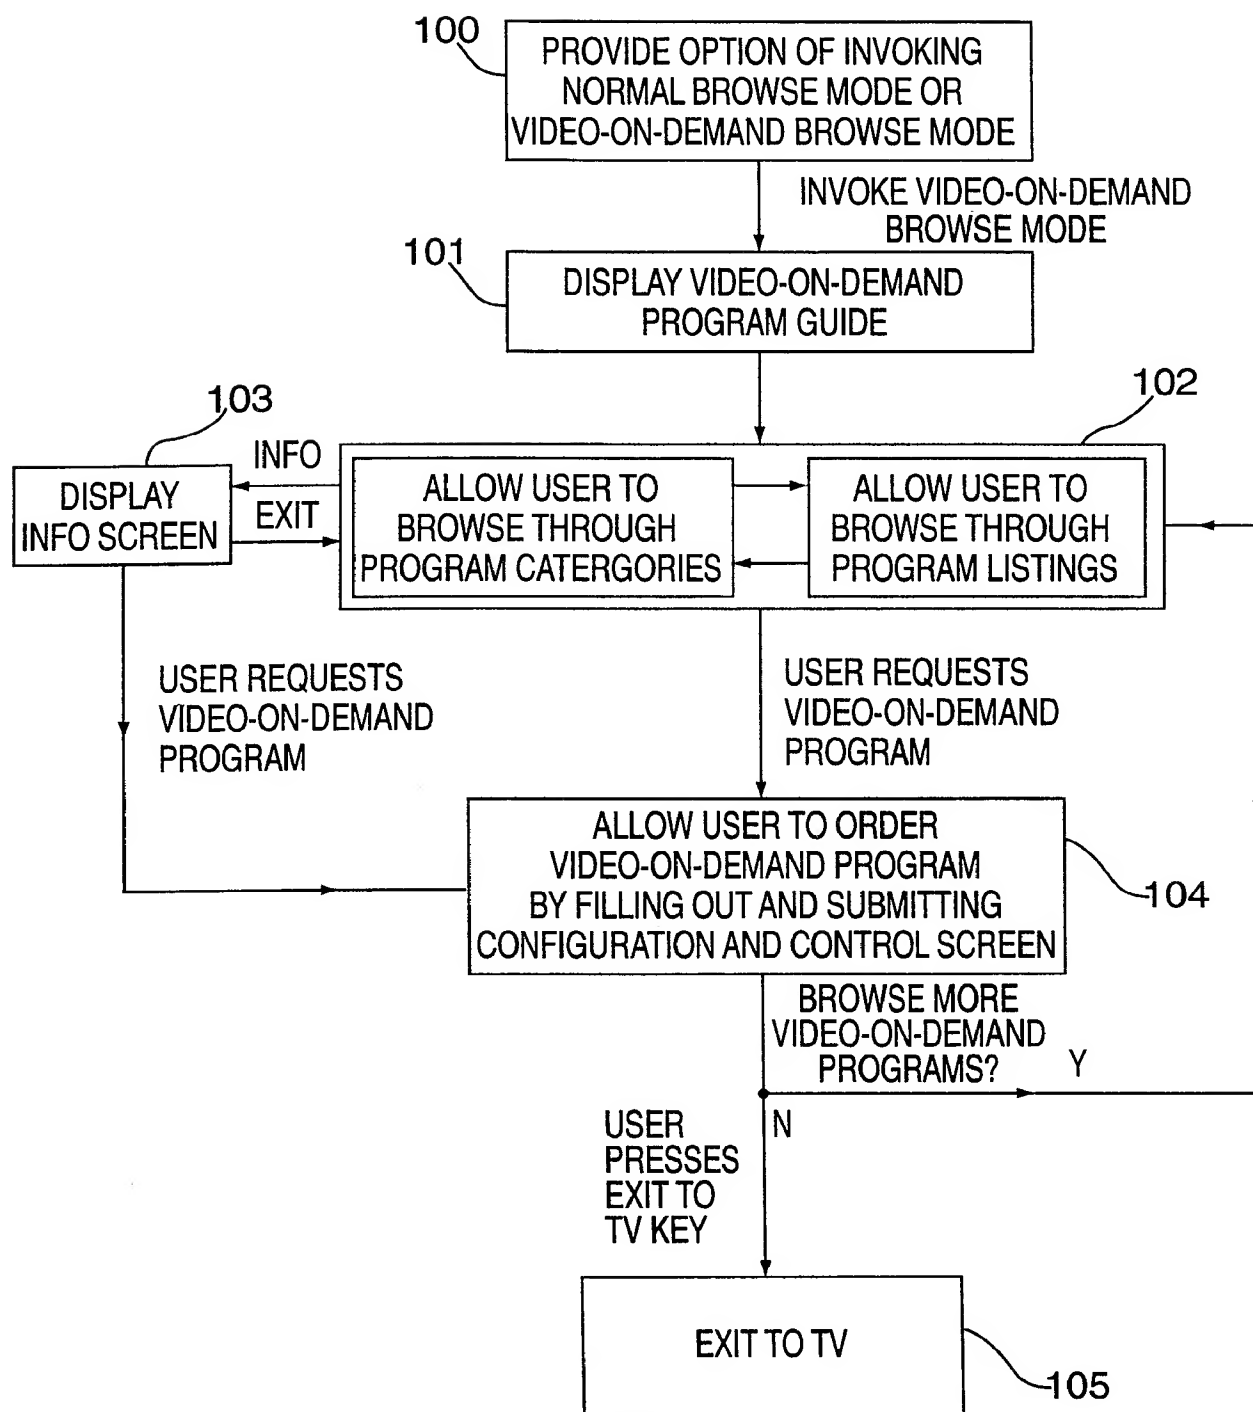 100
PROVIDE OPTION OF INVOKING
NORMAL BROWSE MODE OR
VIDEO-ON-DEMAND BROWSE MODE
INVOKE VIDEO-ON-DEMAND
BROWSE MODE
101
DISPLAY VIDEO-ON-DEMAND
PROGRAM GUIDE
102
103
INFO
EXIT
DISPLAY
INFO SCREEN
ALLOW USER TO
BROWSE THROUGH
PROGRAM CATERGORIES
ALLOW USER TO
BROWSE THROUGH
PROGRAM LISTINGS
USER REQUESTS
VIDEO-ON-DEMAND
PROGRAM
USER REQUESTS
VIDEO-ON-DEMAND
PROGRAM
ALLOW USER TO ORDER
VIDEO-ON-DEMAND PROGRAM
BY FILLING OUT AND SUBMITTING
CONFIGURATION AND CONTROL SCREEN
104
BROWSE MORE
VIDEO-ON-DEMAND
PROGRAMS?
Y
N
USER
PRESSES
EXIT TO
TV KEY
EXIT TO TV
105